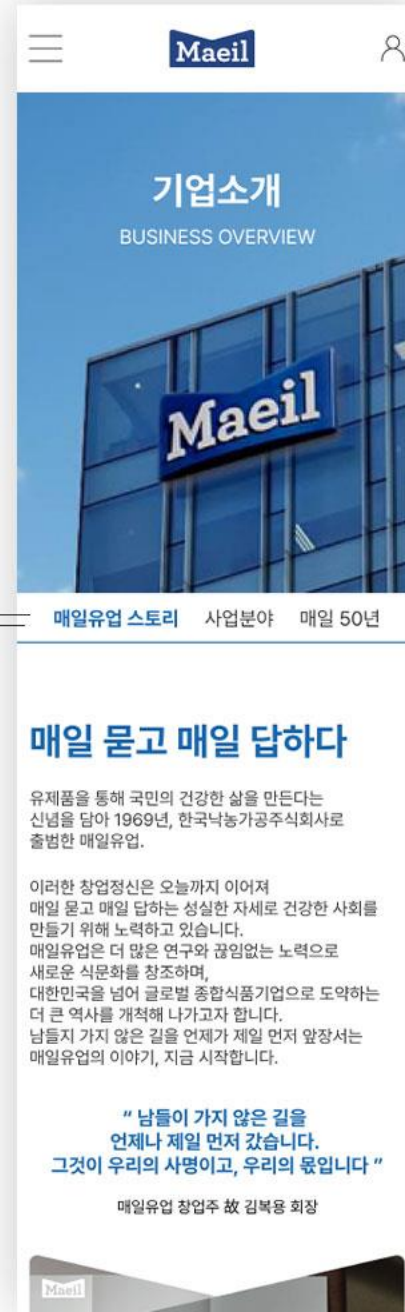 Maeil
기업소개
BUSINESS OVERVIEW
Maeil
매일유업 스토리 사업분야 매일 50년
매일 묻고 매일 답하다
유제품을 통해 국민의 건강한 삶을 만든다는
신념을 담아 1969년, 한국낙농가공주식회사로
출범한 매일유업.
이러한 창업정신은 오늘까지 이어져
매일 묻고 매일 답하는 성실한 자세로 건강한 사회를
만들기 위해 노력하고 있습니다.
매일유업은 더 많은 연구와 끊임없는 노력으로
새로운 식문화를 창조하며,
대한민국을 넘어 글로벌 종합식품기업으로 도약하는
더 큰 역사를 개척해 나가고자 합니다.
남들지 가지 않은 길을 언제가 제일 먼저 앞장서는
매일유업의 이야기, 지금 시작합니다.
“ 남들이 가지 않은 길을
언제나 제일 먼저 갔습니다.
그것이 우리의 사명이고, 우리의 몫입니다 ”
매일유업 창업주 故 김복용 회장
Maeil